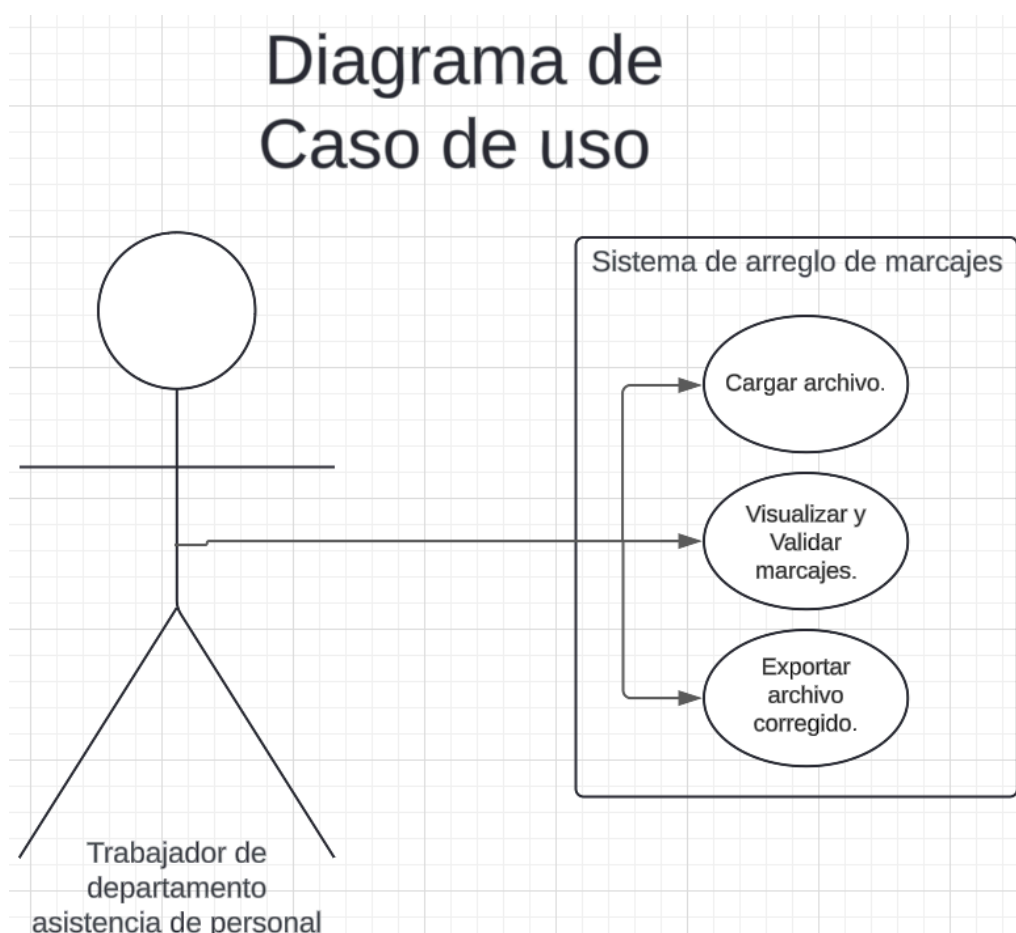 Diagrama de
Caso de uso
Sistema de arreglo de marcajes
Cargar archivo.
Visualizar y
Validar
marcajes.
Exportar
archivo
corregido.
Trabajador de
departamento
asistencia de personal